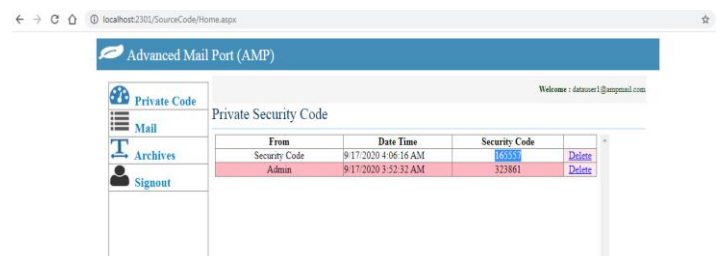 localhost:2301/SourceCode/Home.aspx
Advanced Mail Port (AMP)
Welcome : datauser1@ampmail.com
Private Code
Mail
Archives
Signout
Private Security Code
From Date Time Security Code
Security Code 9/17/2020 4:06:16 AM 165557 Delete
Admin 9/17/2020 3:52:32 AM 323861 Delete